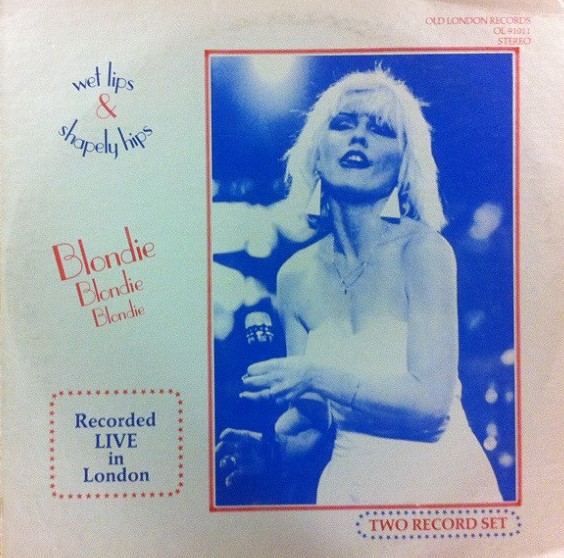 OLD LONDON RECORDS
OL 91011
STEREO
wet lips
&
shapely hips
Blondie
Blondie
Blondie
Recorded
LIVE
in
London
TWO RECORD SET